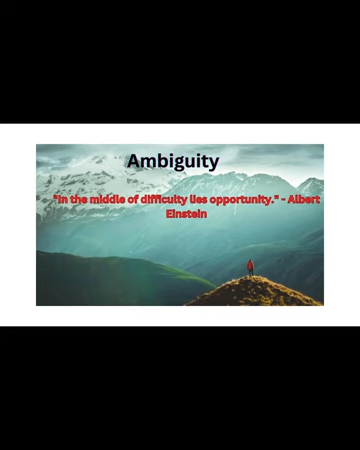 Ambiguity
"In the middle of difficulty lies opportunity." - Albert
Einstein